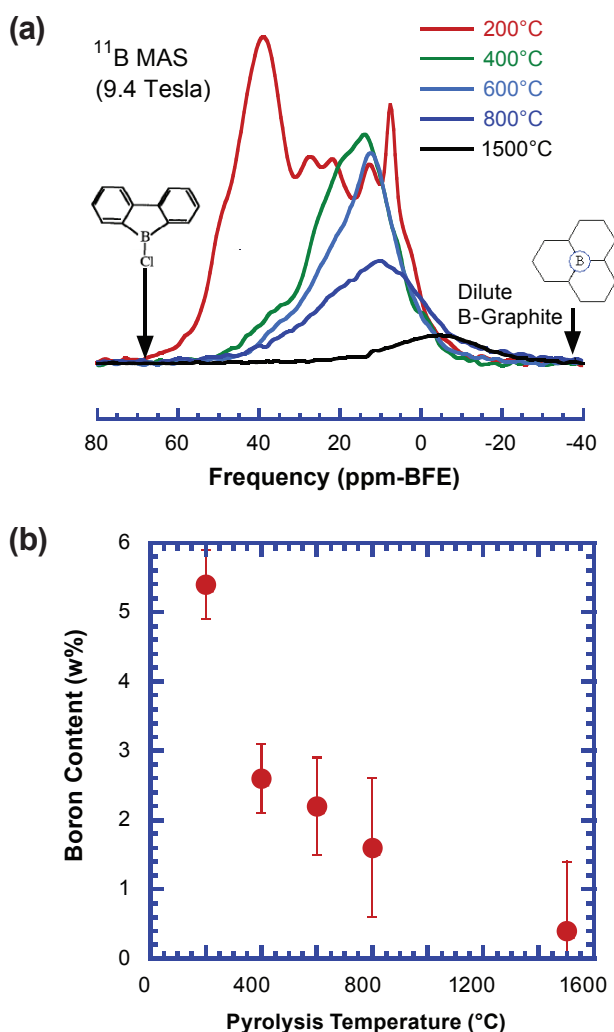 (a)
¹¹B MAS
(9.4 Tesla)
200°C
400°C
600°C
800°C
1500°C
B
Cl
B
Dilute
B-Graphite
80 60 40 20 0 -20 -40
Frequency (ppm-BFE)
(b)
6
5
4
3
2
1
0
Boron Content (w%)
0 400 800 1200 1600
Pyrolysis Temperature (°C)